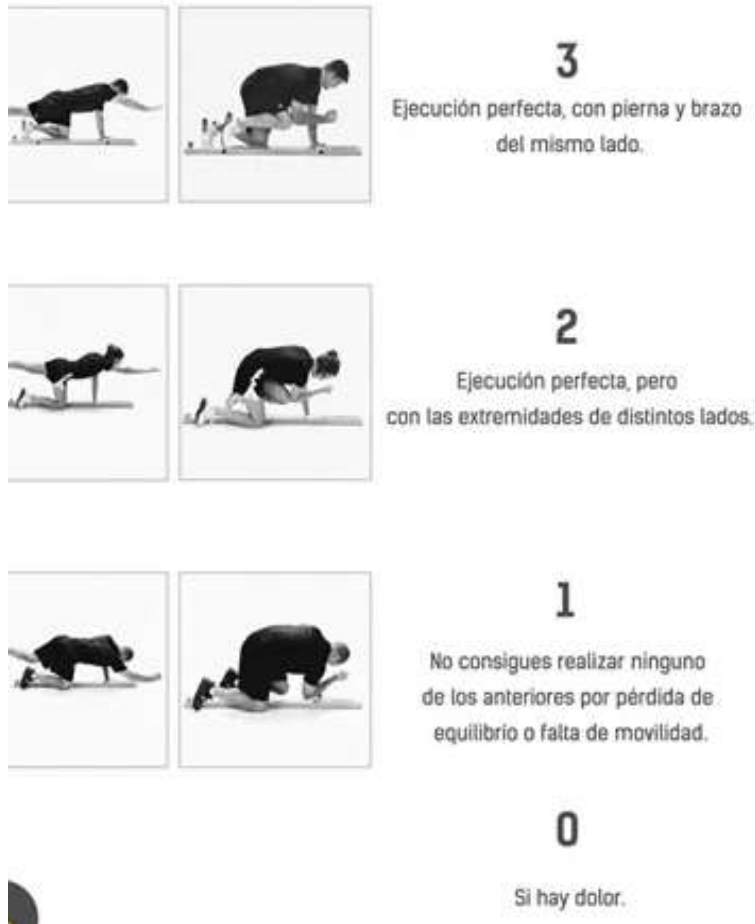 3
Ejecución perfecta, con pierna y brazo
del mismo lado.
2
Ejecución perfecta, pero
con las extremidades de distintos lados.
1
No consigues realizar ninguno
de los anteriores por pérdida de
equilibrio o falta de movilidad.
0
Si hay dolor.